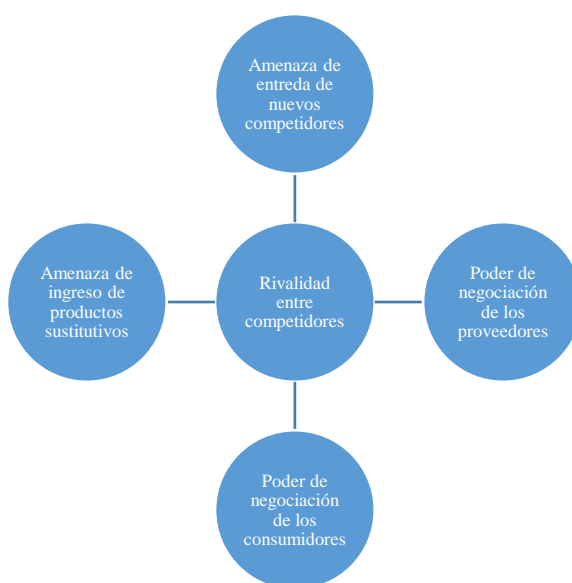 Amenaza de
entreda de
nuevos
competidores
Amenaza de
ingreso de
productos
sustitutivos
Rivalidad
entre
competidores
Poder de
negociación
de los
proveedores
Poder de
negociación
de los
consumidores